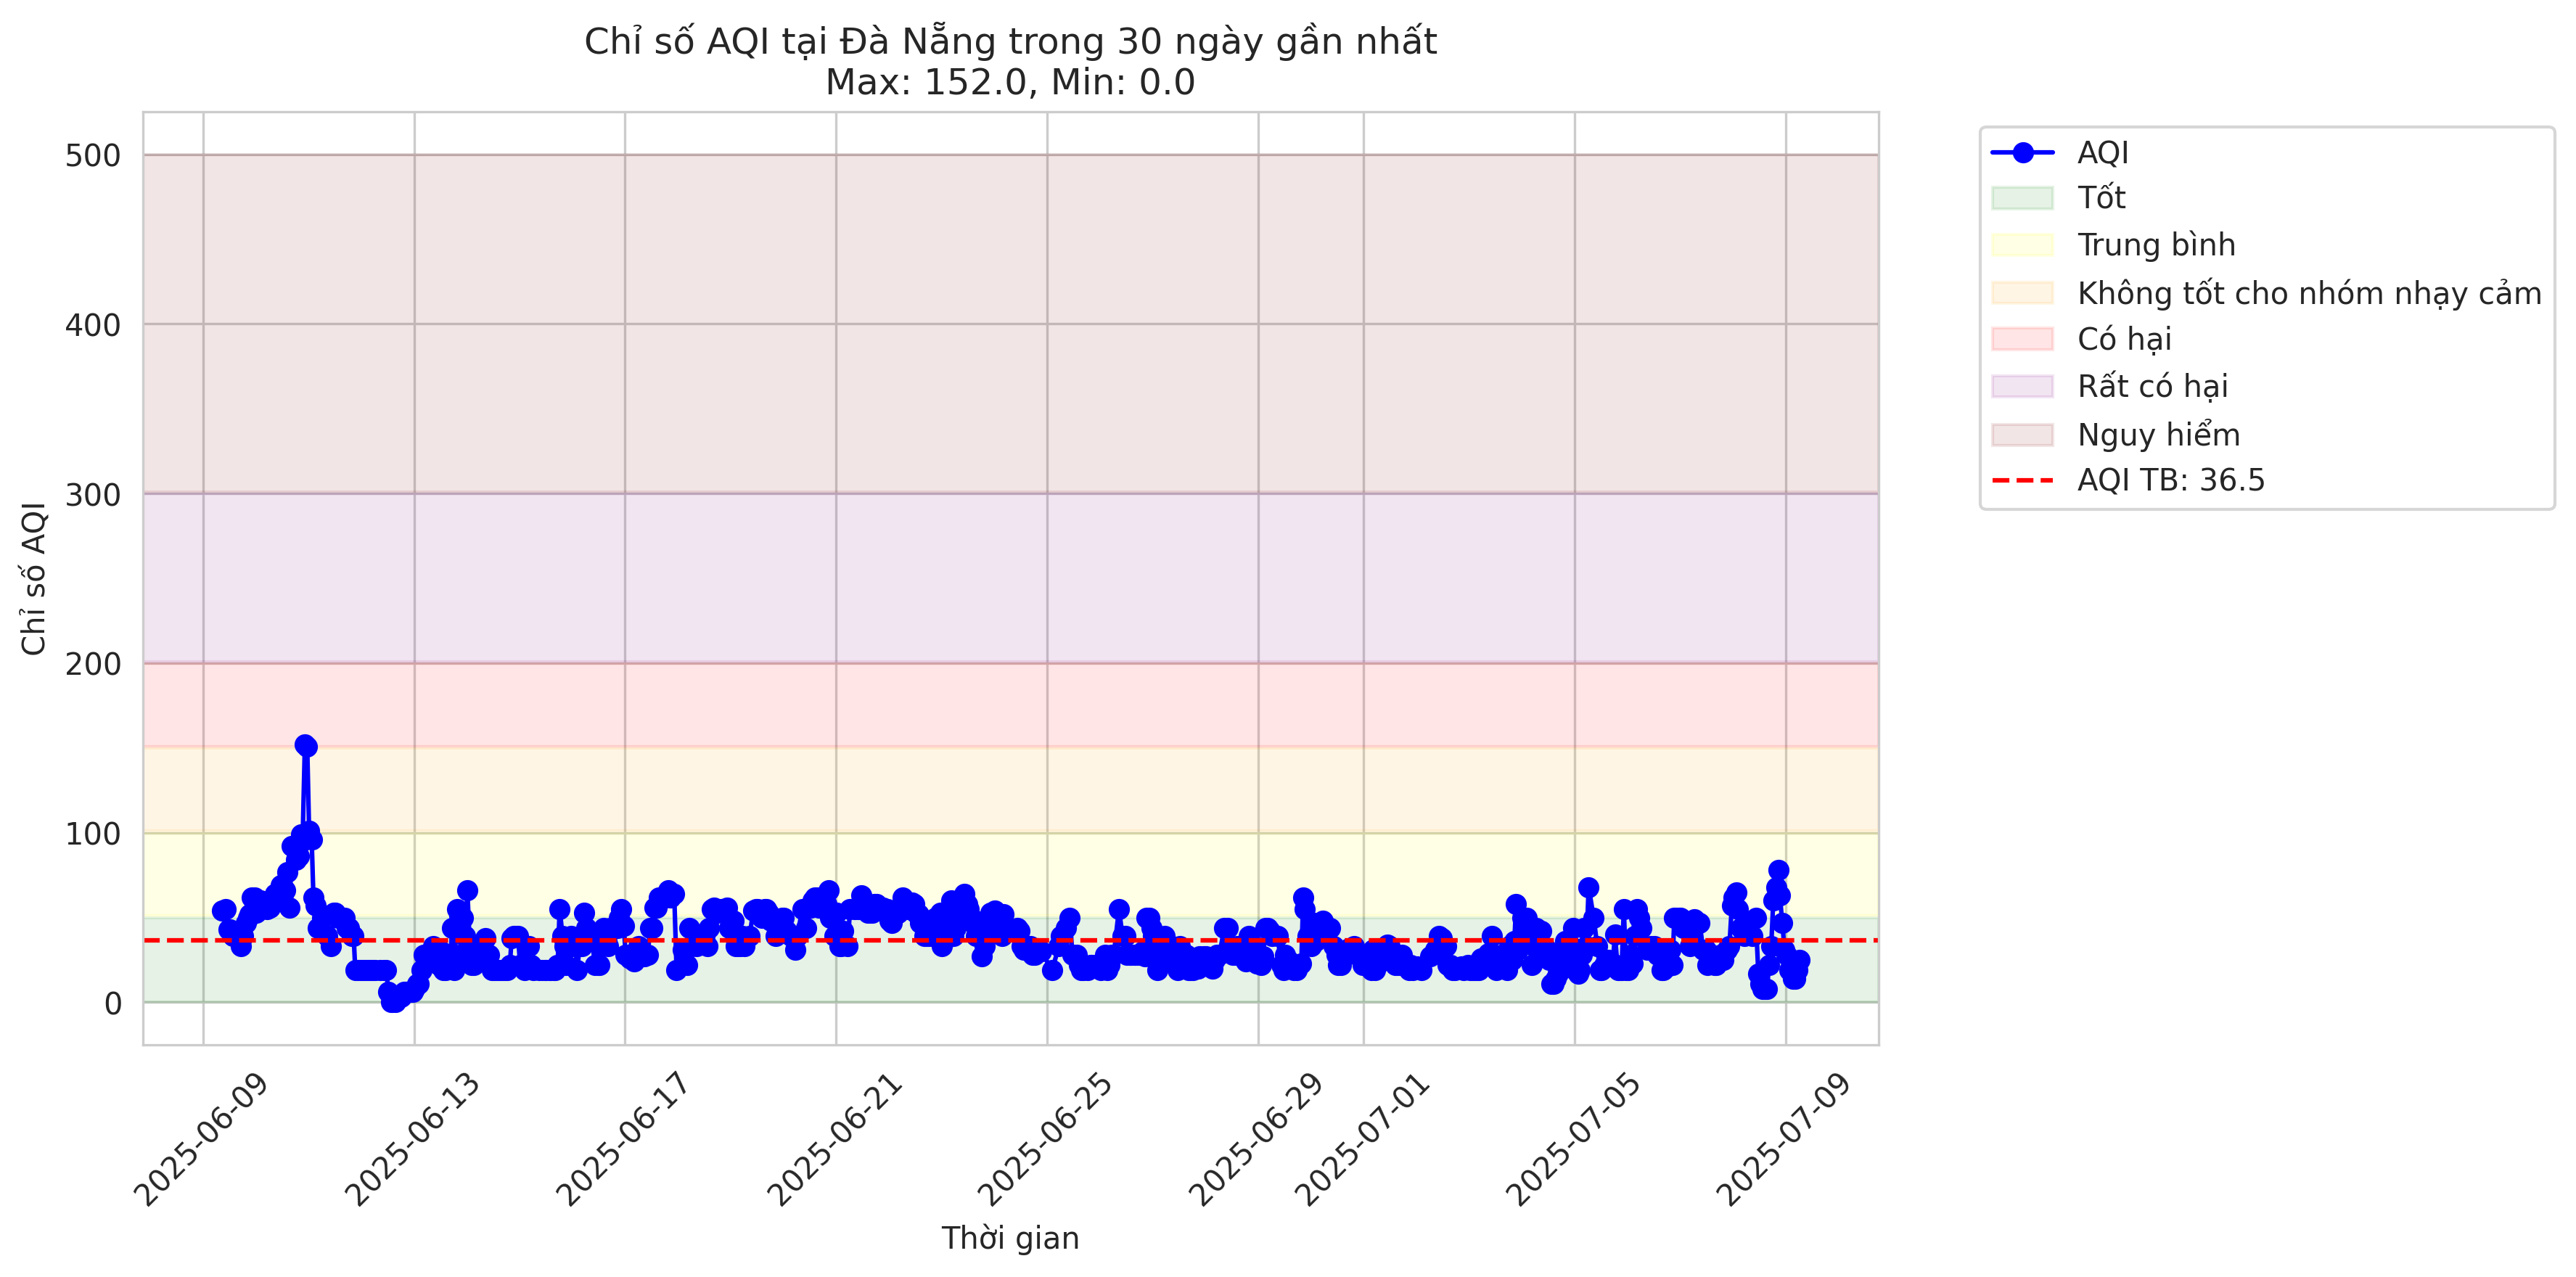 Chỉ số AQI tại Đà Nẵng trong 30 ngày gần nhất
Max: 152.0, Min: 0.0
Chỉ số AQI
500
400
300
200
100
0
2025-06-09
2025-06-13
2025-06-17
2025-06-21
2025-06-25
2025-06-29
2025-07-01
2025-07-05
2025-07-09
Thời gian
AQI
Tốt
Trung bình
Không tốt cho nhóm nhạy cảm
Có hại
Rất có hại
Nguy hiểm
AQI TB: 36.5